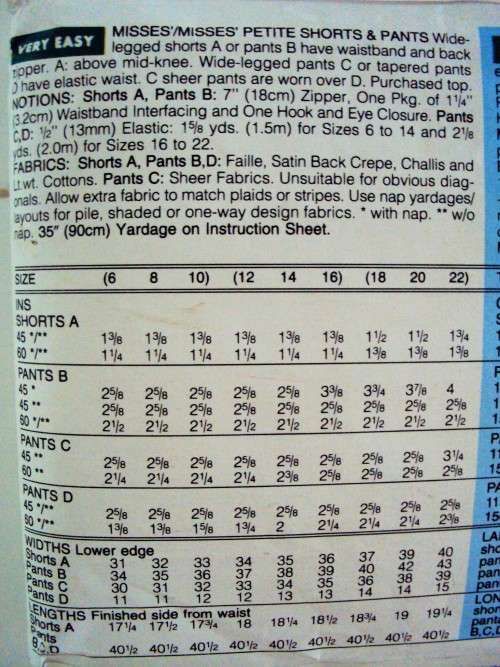 VERY EASY
MISSES'/MISSES' PETITE SHORTS & PANTS Wide-
legged shorts A or pants B have waistband and back
zipper. A: above mid-knee. Wide-legged pants C or tapered pants
D have elastic waist. C sheer pants are worn over D. Purchased top.
NOTIONS: Shorts A, Pants B: 7" (18cm) Zipper, One Pkg. of 1¼"
(3.2cm) Waistband Interfacing and One Hook and Eye Closure. Pants
C,D: ½" (13mm) Elastic: 1⅝ yds. (1.5m) for Sizes 6 to 14 and 2⅛
yds. (2.0m) for Sizes 16 to 22.
FABRICS: Shorts A, Pants B,D: Faille, Satin Back Crepe, Challis and
Lt.wt. Cottons. Pants C: Sheer Fabrics. Unsuitable for obvious diag-
onals. Allow extra fabric to match plaids or stripes. Use nap yardages/
layouts for pile, shaded or one-way design fabrics. * with nap. ** w/o
nap. 35" (90cm) Yardage on Instruction Sheet.
SIZE (6 8 10) (12 14 16) (18 20 22)
INS
SHORTS A
45 */** 1⅜ 1⅜ 1⅜ 1⅜ 1⅜ 1⅜ 1½ 1½ 1¾
60 */** 1¼ 1¼ 1¼ 1¼ 1¼ 1¼ 1⅜ 1⅜ 1⅜
PANTS B
45 * 2⅝ 2⅝ 2⅝ 2⅝ 2⅝ 3⅜ 3¾ 3⅞ 4
45 ** 2⅝ 2⅝ 2⅝ 2⅝ 2⅝ 2⅝ 2⅝ 2⅝ 2⅝
60 */** 2½ 2½ 2½ 2½ 2½ 2½ 2½ 2½ 2½
PANTS C
45 ** 2⅝ 2⅝ 2⅝ 2⅝ 2⅝ 2⅝ 2⅝ 2⅝ 3¼
60 ** 2¼ 2¼ 2¼ 2¼ 2⅜ 2⅝ 2⅝ 2⅝ 2⅝
PANTS D
45 */** 2⅝ 2⅝ 2⅝ 2⅝ 2⅝ 2⅝ 2⅝ 2⅝ 2⅝
60 */** 1⅜ 1⅜ 1⅝ 1¾ 2 2¼ 2¼ 2¼ 2⅜
WIDTHS Lower edge
Shorts A 31 32 33 34 35 36 37 39 40
Pants B 34 35 36 37 38 39 40 42 43
Pants C 30 31 32 33 34 35 36 38 39
Pants D 11 11 12 12 13 13 14 14 15
LENGTHS Finished side from waist
Shorts A 17¼ 17½ 17¾ 18 18¼ 18½ 18¾ 19 19¼
Pants
B,C,D 40½ 40½ 40½ 40½ 40½ 40½ 40½ 40½ 40½